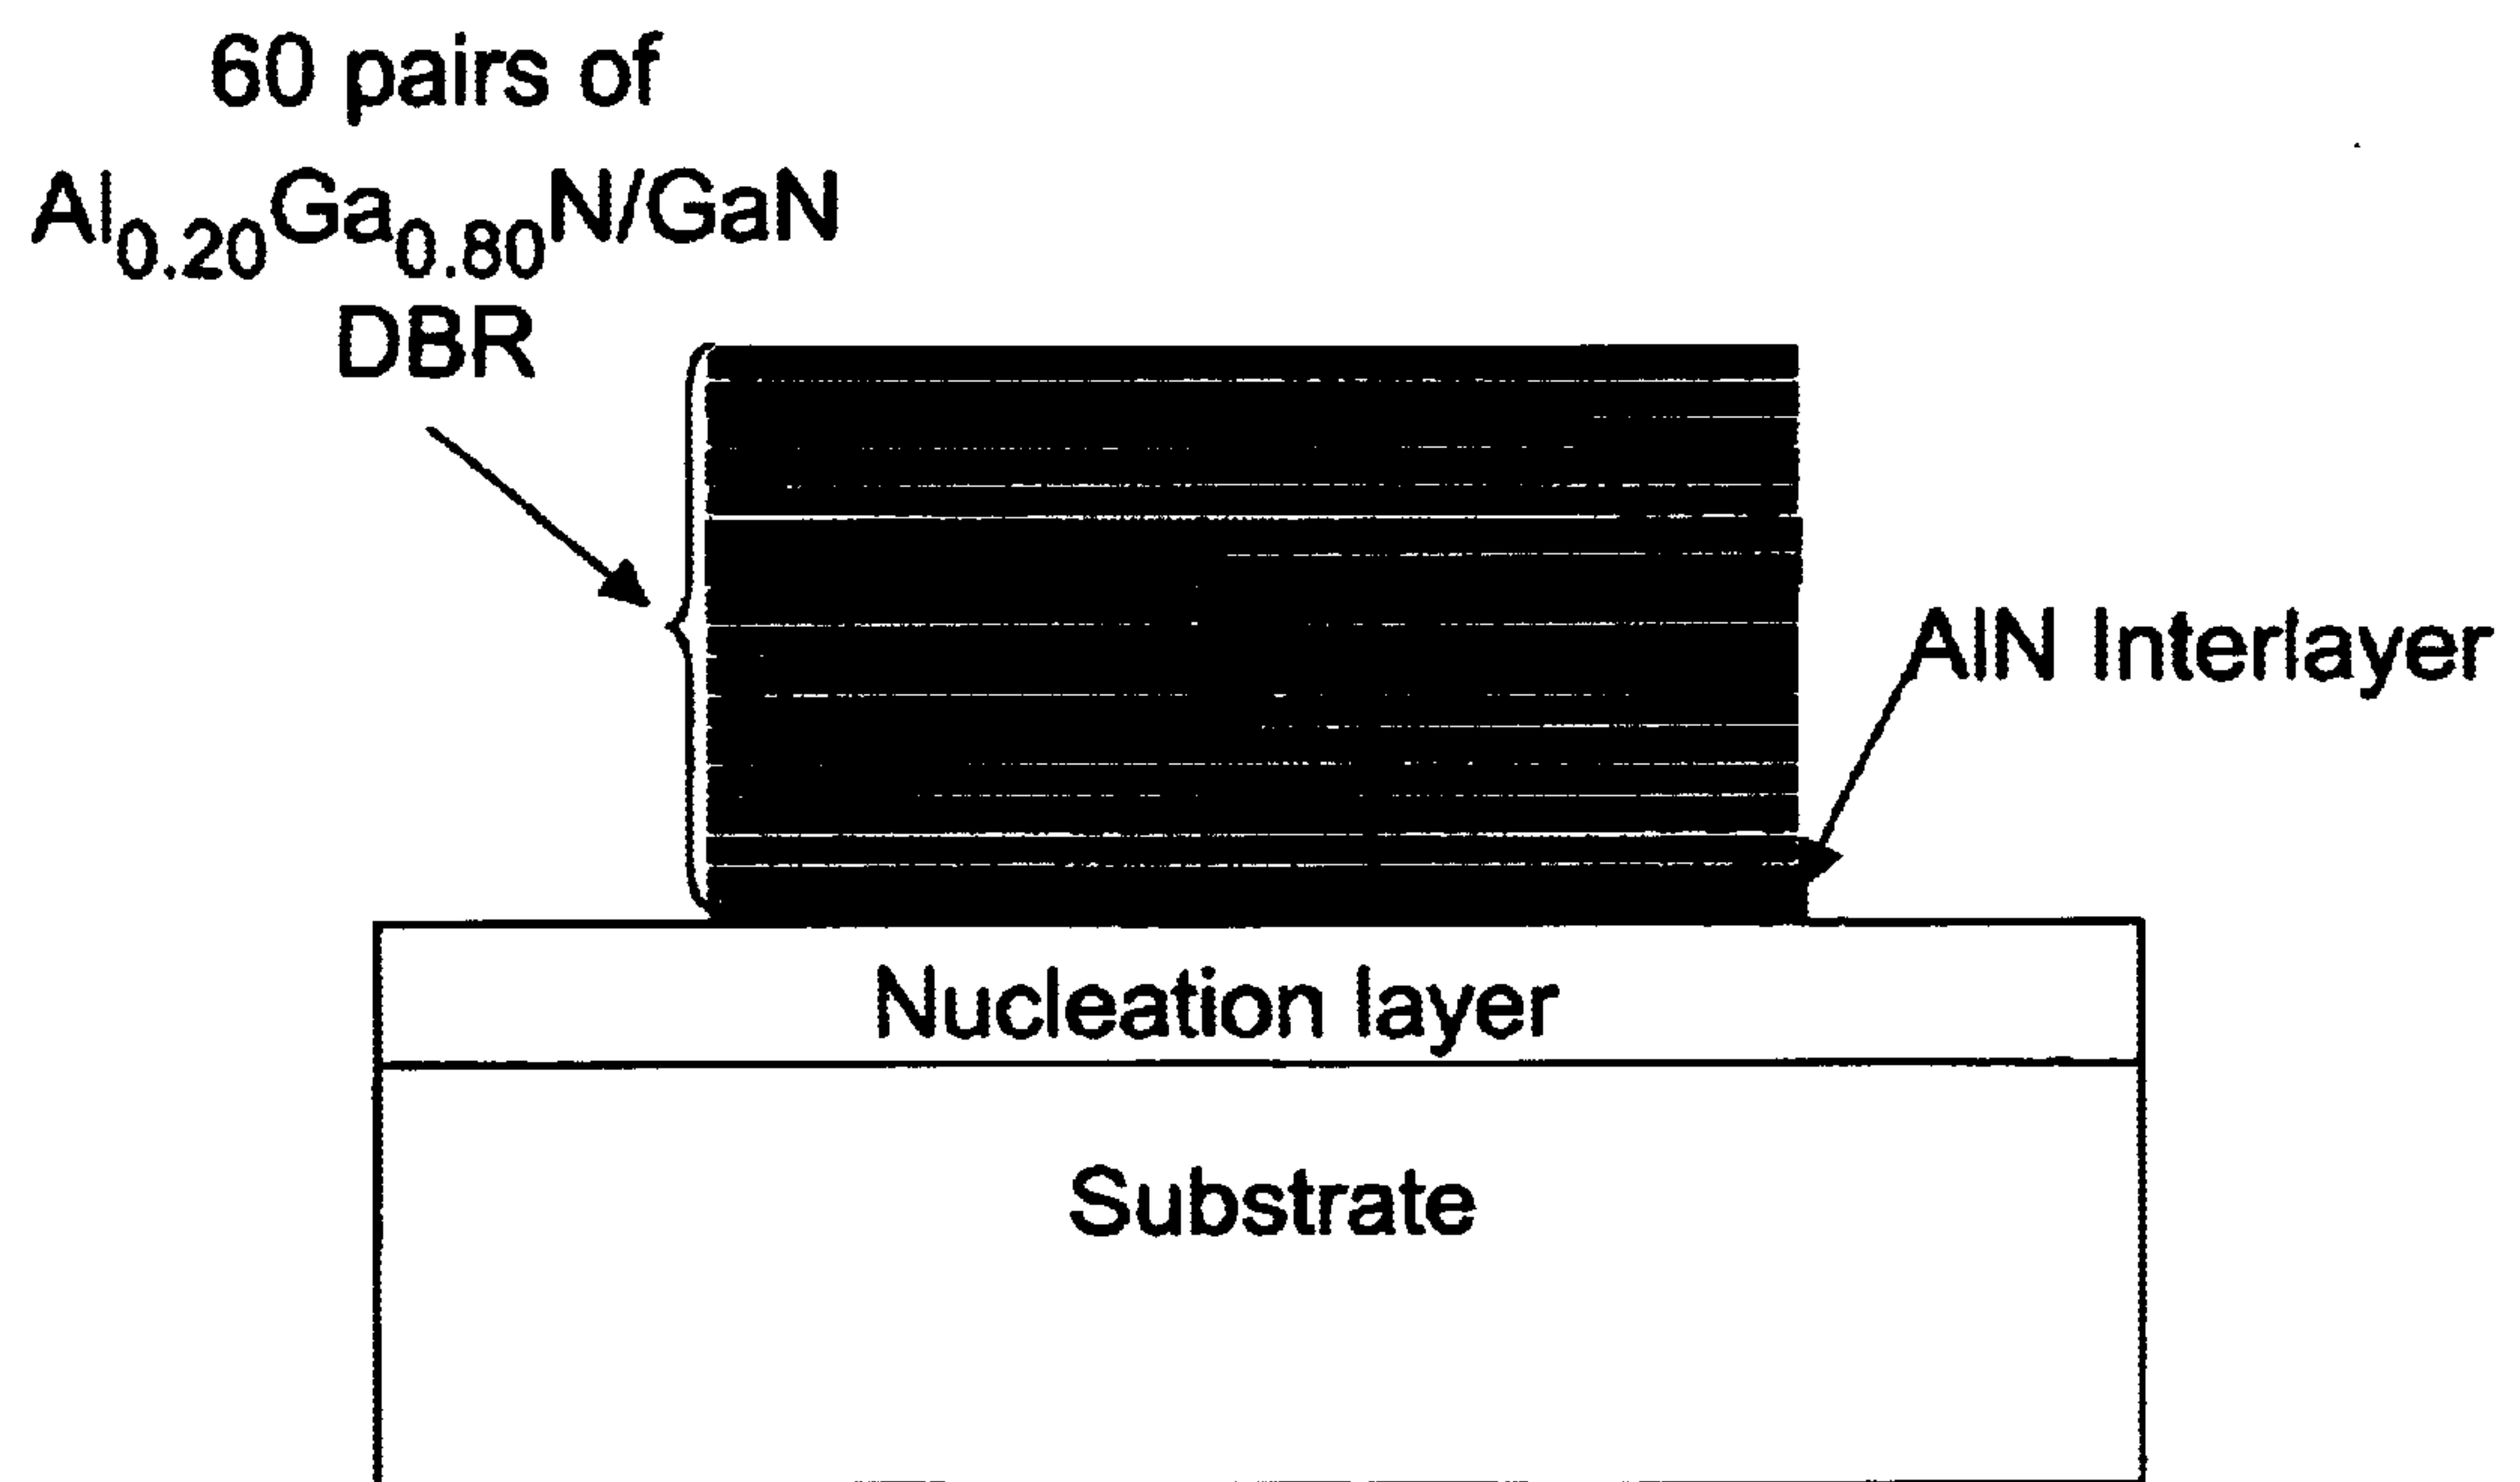 60 pairs of
Al0.20Ga0.80N/GaN
DBR
AlN Interlayer
Nucleation layer
Substrate